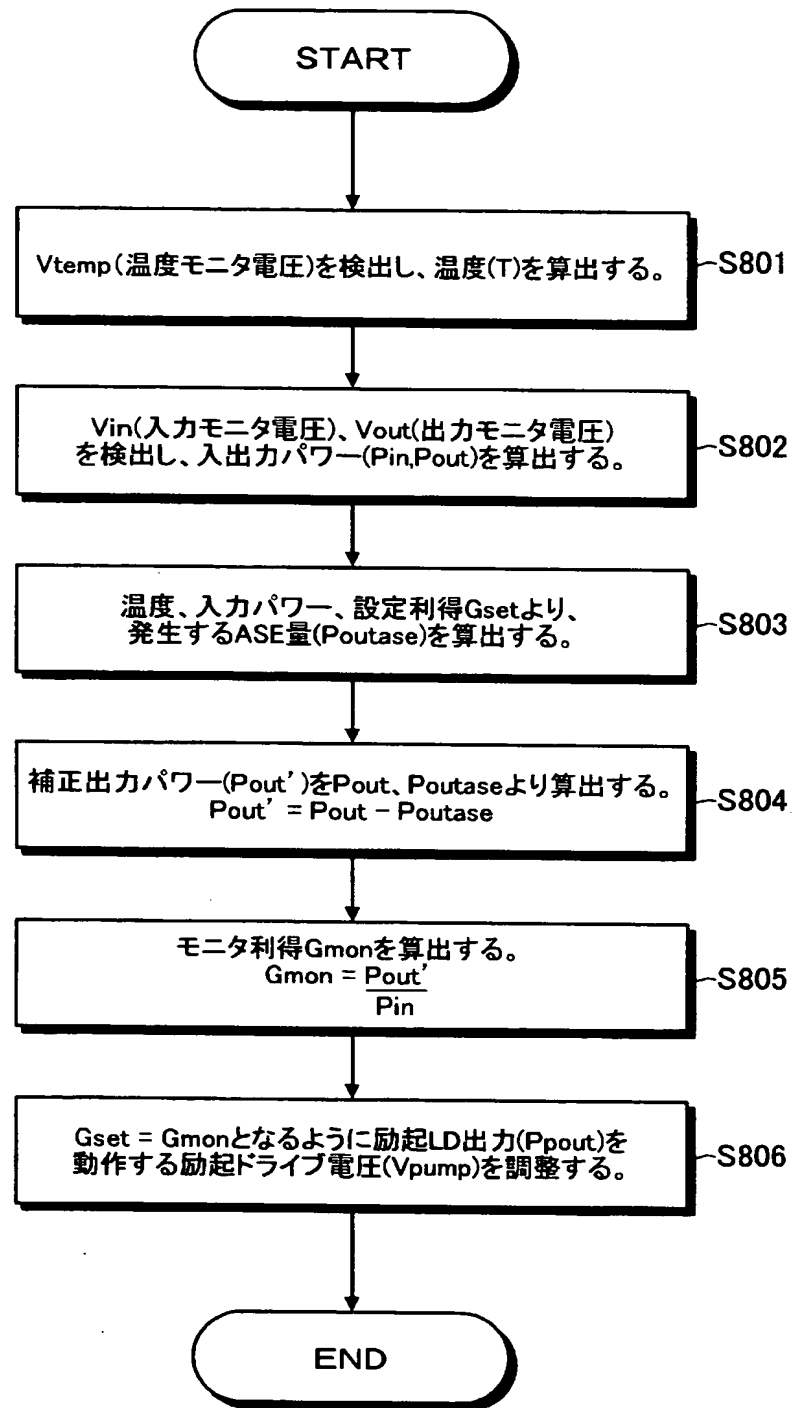 START
Vtemp(温度モニタ電圧)を検出し、温度(T)を算出する。
S801
Vin(入力モニタ電圧)、Vout(出力モニタ電圧)
を検出し、入出力パワー(Pin,Pout)を算出する。
S802
温度、入力パワー、設定利得Gsetより、
発生するASE量(Poutase)を算出する。
S803
補正出力パワー(Pout')をPout、Poutaseより算出する。
Pout' = Pout − Poutase
S804
モニタ利得Gmonを算出する。
Gmon = Pout'
Pin
S805
Gset = Gmonとなるように励起LD出力(Ppout)を
動作する励起ドライブ電圧(Vpump)を調整する。
S806
END